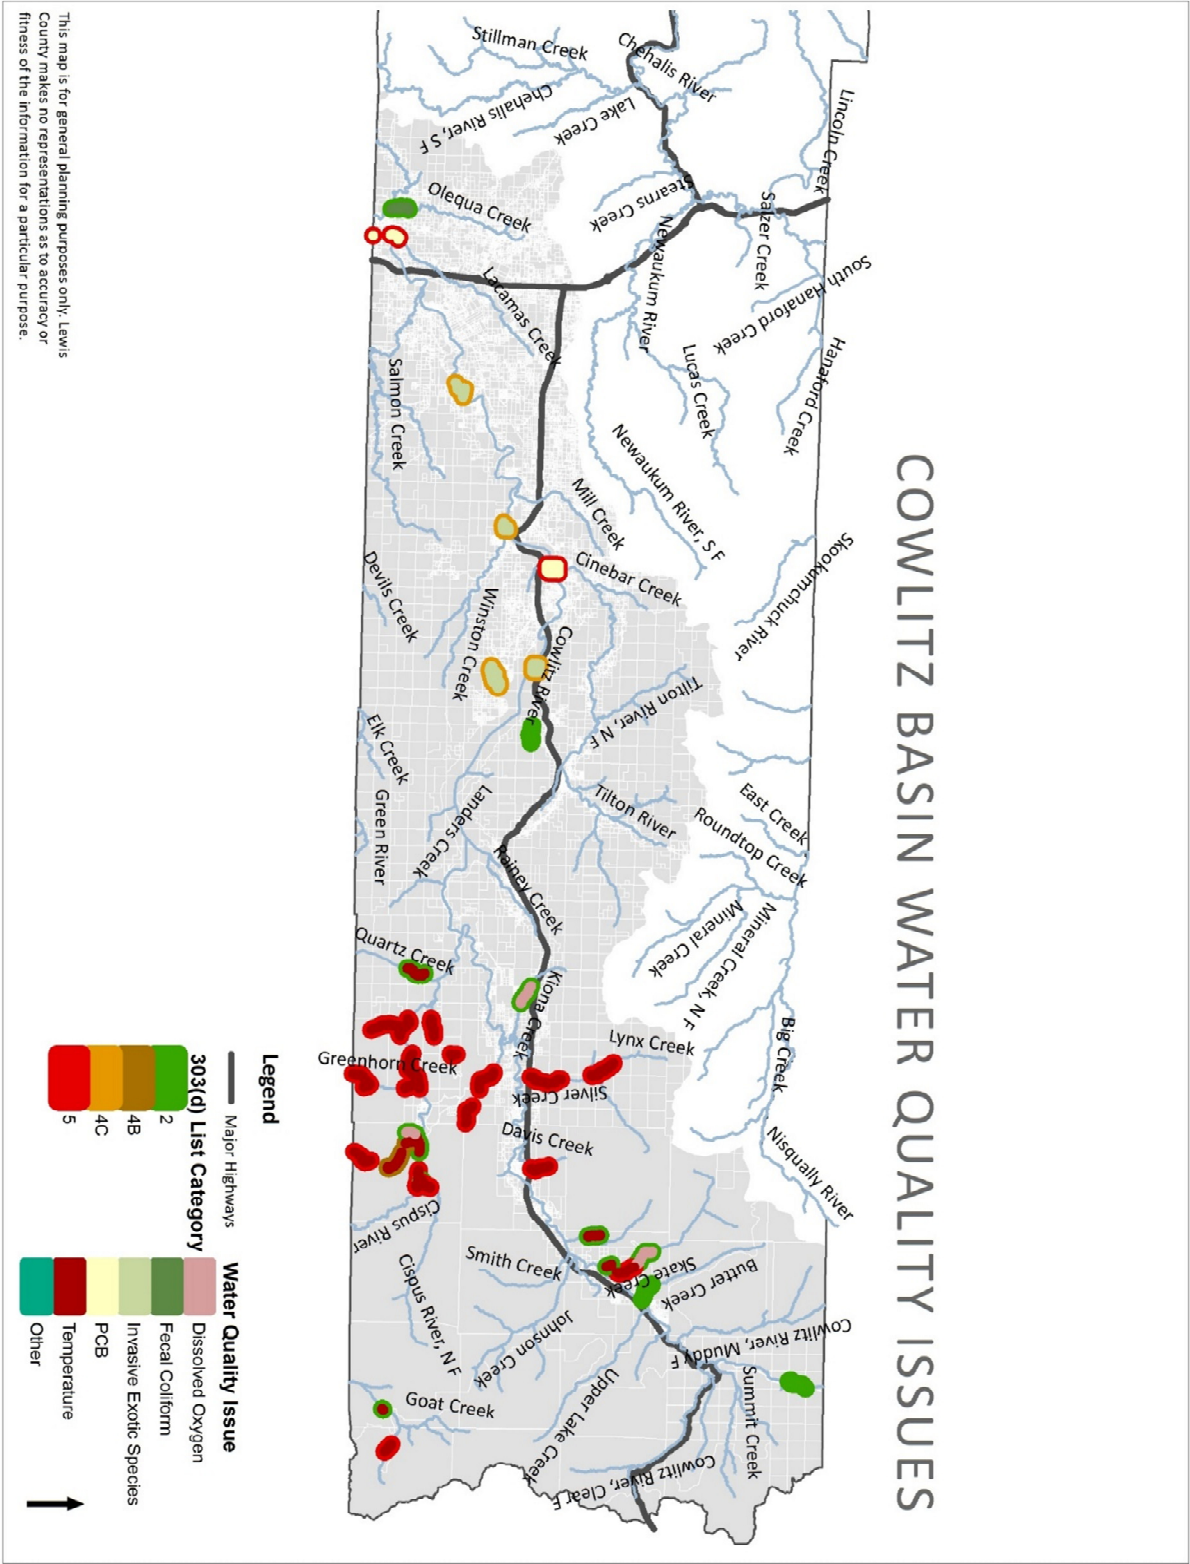 COWLITZ BASIN WATER QUALITY ISSUES
Lincoln Creek
Chehalis River
Stillman Creek
Lake Creek
Chehalis River, S F
Salzer Creek
Stearns Creek
South Hanaford Creek
Hanaford Creek
Newaukum River
Lucas Creek
Olequa Creek
Lacamas Creek
Salmon Creek
Newaukum River, S F
Skookumchuck River
Mill Creek
Cinebar Creek
Devils Creek
Winston Creek
Cowlitz River
Tilton River, N F
Tilton River
Elk Creek
Green River
Landers Creek
Rainey Creek
East Creek
Roundtop Creek
Mineral Creek
Mineral Creek, N F
Big Creek
Nisqually River
Quartz Creek
Kiona Creek
Greenhorn Creek
Lynx Creek
Silver Creek
Davis Creek
Cispus River
Cispus River, N F
Smith Creek
Skate Creek
Butter Creek
Johnson Creek
Cowlitz River, Muddy F
Summit Creek
Upper Lake Creek
Goat Creek
Cowlitz River, Clear F
Legend
Major Highways
303(d) List Category
2
4B
4C
5
Water Quality Issue
Dissolved Oxygen
Fecal Coliform
Invasive Exotic Species
PCB
Temperature
Other
This map is for general planning purposes only. Lewis
County makes no representations as to accuracy or
fitness of the information for a particular purpose.